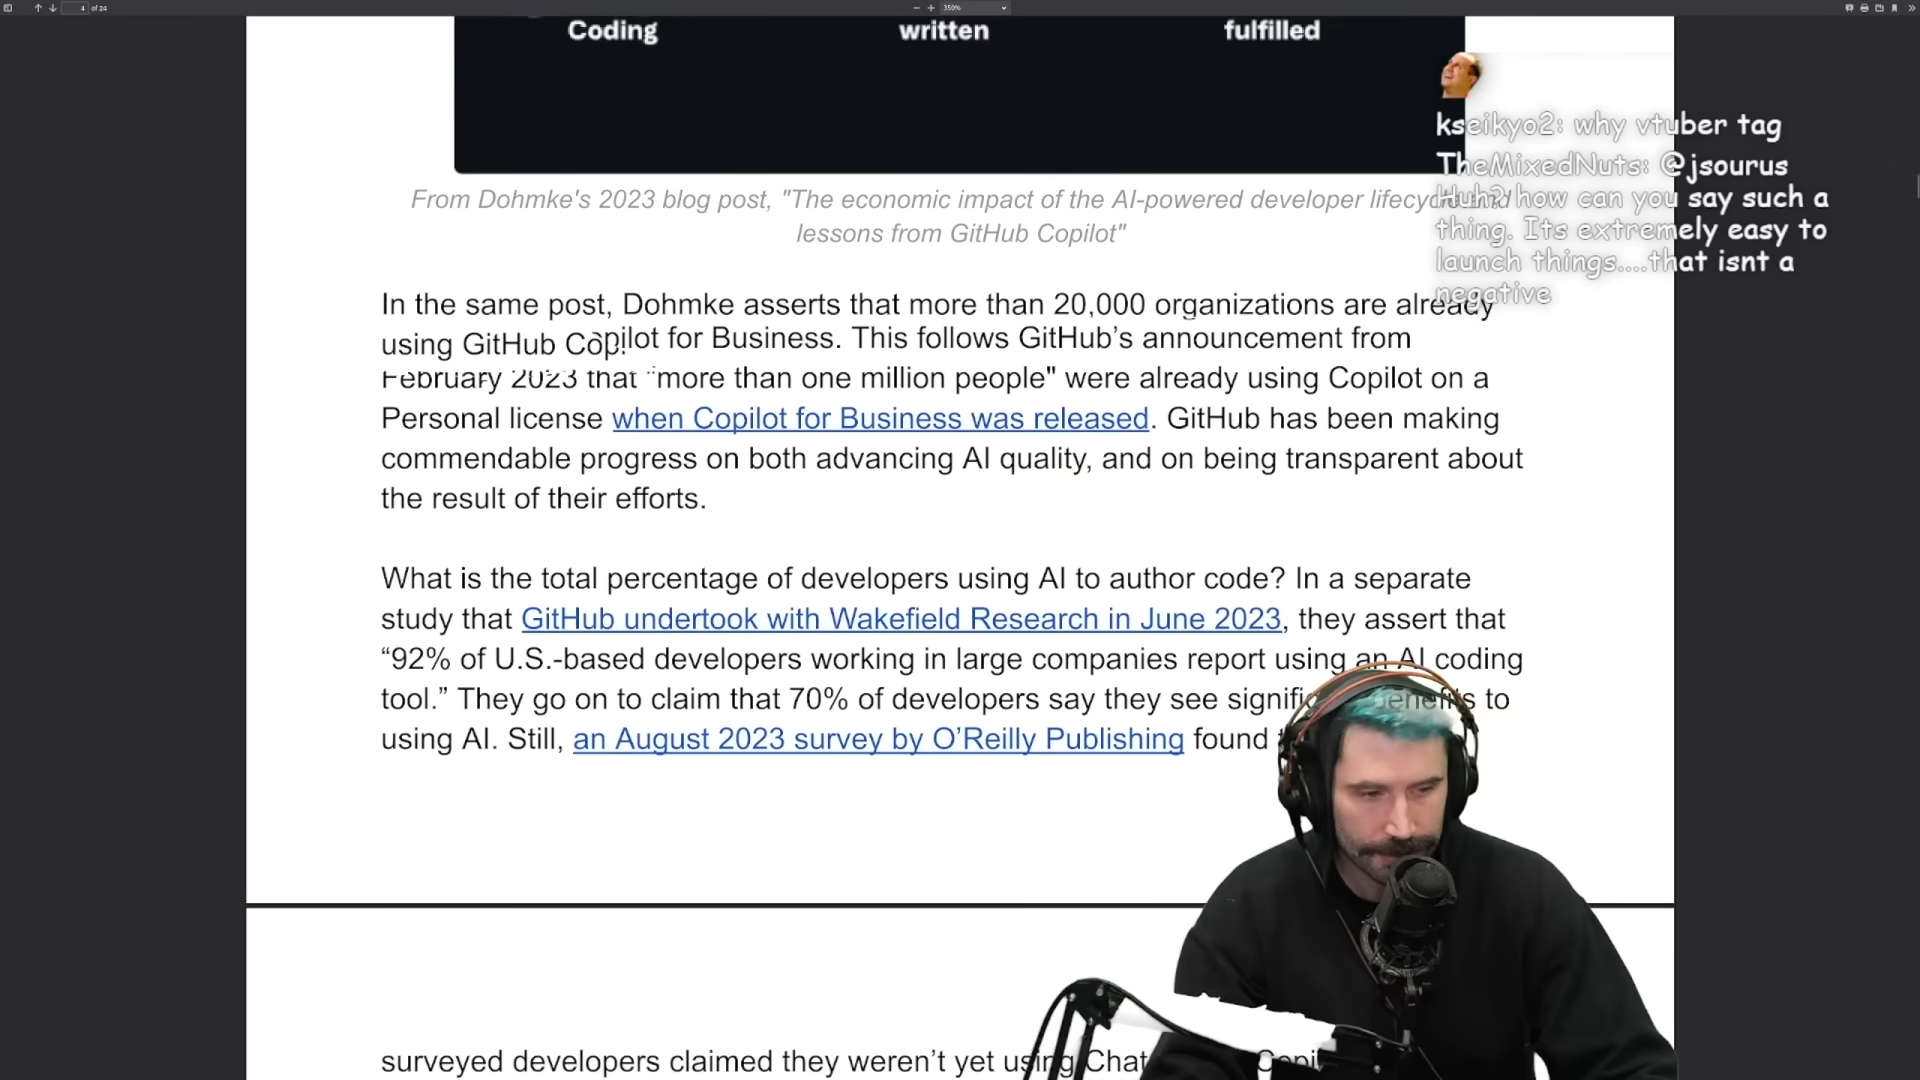 4 of 24
350%
Coding written fulfilled
From Dohmke's 2023 blog post, "The economic impact of the AI-powered developer lifecycle and
lessons from GitHub Copilot"
kseikyo2: why vtuber tag
TheMixedNuts: @jsourus
Huh? how can you say such a
thing. Its extremely easy to
launch things....that isnt a
negative
In the same post, Dohmke asserts that more than 20,000 organizations are already
using GitHub Copilot for Business. This follows GitHub’s announcement from
February 2023 that "more than one million people" were already using Copilot on a
Personal license when Copilot for Business was released. GitHub has been making
commendable progress on both advancing AI quality, and on being transparent about
the result of their efforts.
What is the total percentage of developers using AI to author code? In a separate
study that GitHub undertook with Wakefield Research in June 2023, they assert that
“92% of U.S.-based developers working in large companies report using an AI coding
tool.” They go on to claim that 70% of developers say they see benefits to
using AI. Still, an August 2023 survey by O’Reilly Publishing found
surveyed developers claimed they weren’t yet using Chat